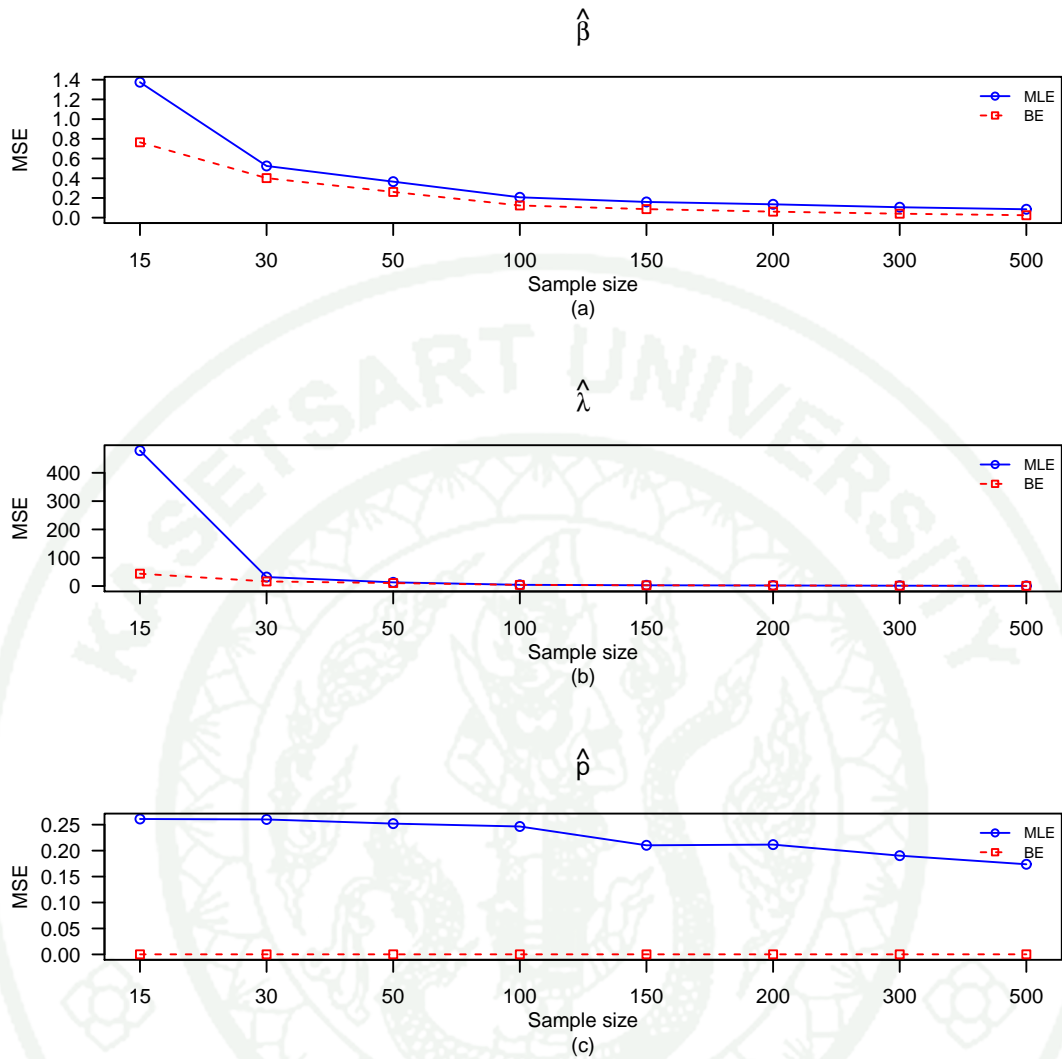 β̂
1.4
1.2
1.0
0.8
0.6
0.4
0.2
0.0
MSE
MLE
BE
15 30 50 100 150 200 300 500
Sample size
(a)
λ̂
400
300
200
100
0
MSE
MLE
BE
15 30 50 100 150 200 300 500
Sample size
(b)
p̂
0.25
0.20
0.15
0.10
0.05
0.00
MSE
MLE
BE
15 30 50 100 150 200 300 500
Sample size
(c)
KASETSART UNIVERSITY